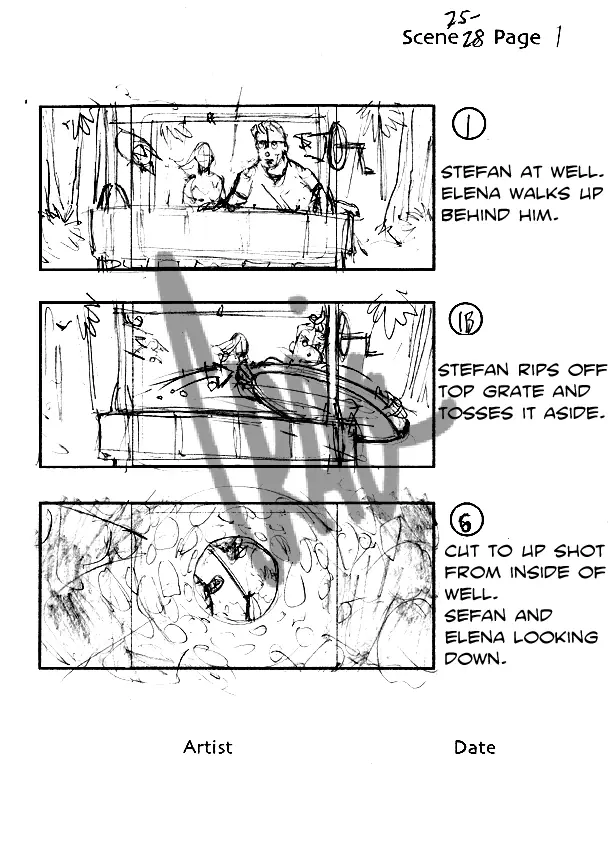 25-
Scene 28 Page 1
1
STEFAN AT WELL.
ELENA WALKS UP
BEHIND HIM.
1B
STEFAN RIPS OFF
TOP GRATE AND
TOSSES IT ASIDE.
6
CUT TO UP SHOT
FROM INSIDE OF
WELL.
SEFAN AND
ELENA LOOKING
DOWN.
Artist Date